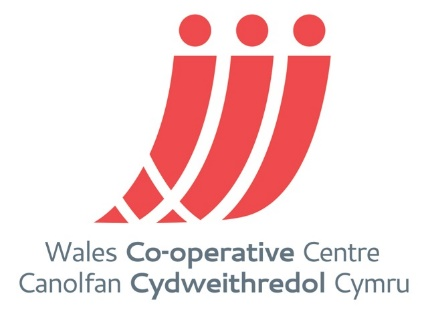 Wales Co-operative Centre
Canolfan Cydweithredol Cymru